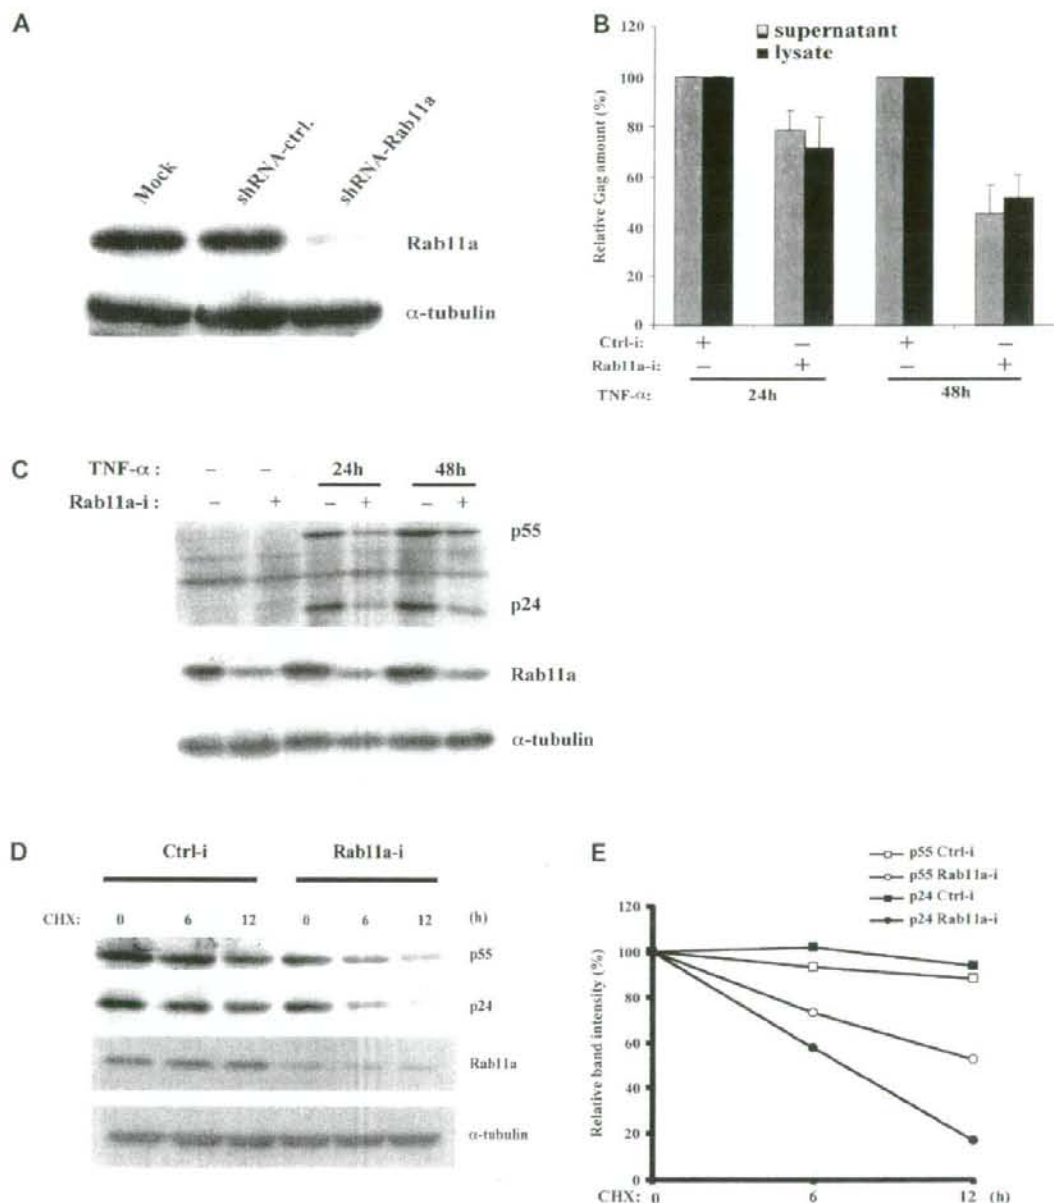 A
Mock
shRNA-ctrl.
shRNA-Rab11a
Rab11a
α-tubulin
B
supernatant
lysate
Relative Gag amount (%)
120
100
80
60
40
20
0
Ctrl-i: + − + −
Rab11a-i: − + − +
TNF-α: 24h 48h
C
TNF-α : − − 24h 48h
Rab11a-i : − + − + − +
p55
p24
Rab11a
α-tubulin
D
Ctrl-i Rab11a-i
CHX: 0 6 12 0 6 12 (h)
p55
p24
Rab11a
α-tubulin
E
p55 Ctrl-i
p55 Rab11a-i
p24 Ctrl-i
p24 Rab11a-i
Relative band intensity (%)
120
100
80
60
40
20
0
CHX: 0 6 12 (h)